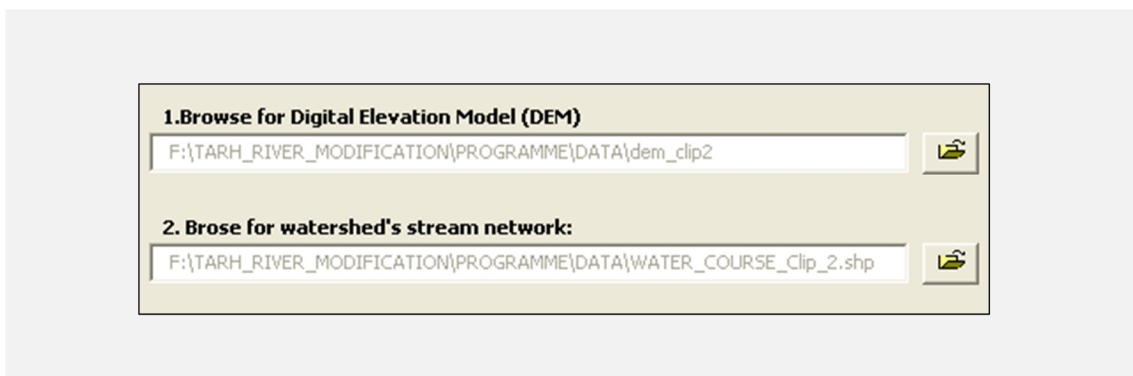 1.Browse for Digital Elevation Model (DEM)
F:\TARH_RIVER_MODIFICATION\PROGRAMME\DATA\dem_clip2
2. Brose for watershed's stream network:
F:\TARH_RIVER_MODIFICATION\PROGRAMME\DATA\WATER_COURSE_Clip_2.shp